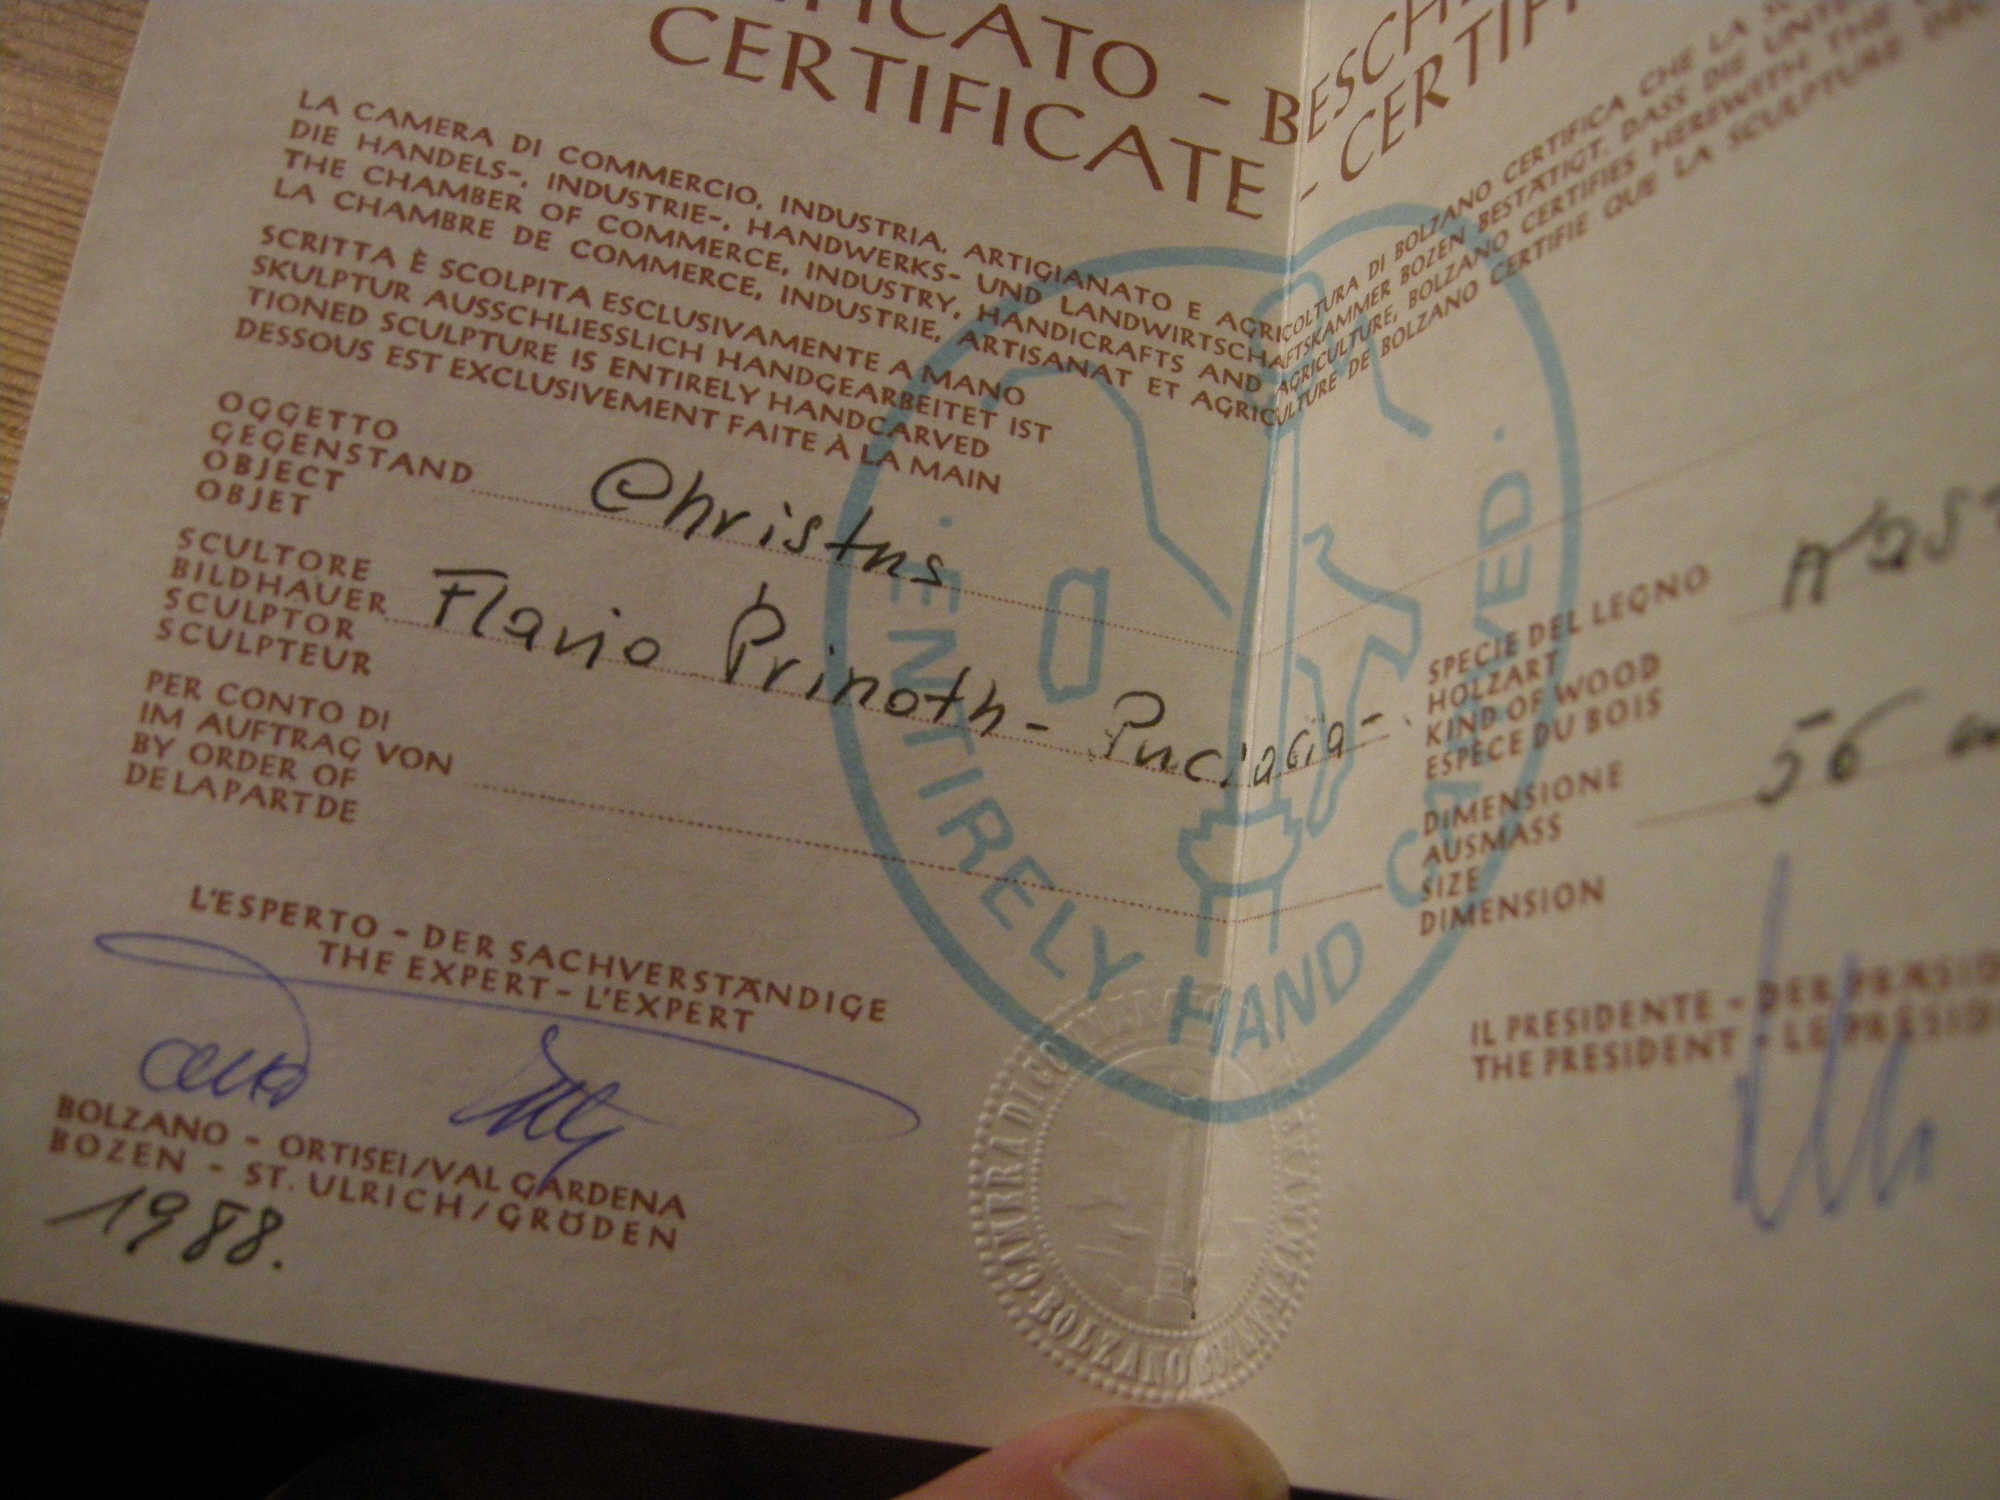 CERTIFICATE
LA CAMERA DI COMMERCIO, INDUSTRIA, ARTIGIANATO E AGRICOLTURA DI BOLZANO CERTIFICA CHE LA
DIE HANDELS-, INDUSTRIE-, HANDWERKS- UND LANDWIRTSCHAFTSKAMMER BOZEN BESTÄTIGT, DASS DIE
THE CHAMBER OF COMMERCE, INDUSTRY, HANDICRAFTS AND AGRICULTURE, BOLZANO CERTIFIES HEREWITH THE
LA CHAMBRE DE COMMERCE, INDUSTRIE, ARTISANAT ET AGRICULTURE DE BOLZANO CERTIFIE QUE LA SCULPTURE
SCRITTA È SCOLPITA ESCLUSIVAMENTE A MANO
SKULPTUR AUSSCHLIESSLICH HANDGEARBEITET IST
TIONED SCULPTURE IS ENTIRELY HANDCARVED
DESSOUS EST EXCLUSIVEMENT FAITE À LA MAIN
OGGETTO
GEGENSTAND
OBJECT
OBJET
Christus
SCULTORE
BILDHAUER
SCULPTOR
SCULPTEUR
Flavio Prinoth -
PER CONTO DI
IM AUFTRAG VON
BY ORDER OF
DE LA PART DE
SPECIE DEL LEGNO
HOLZART
KIND OF WOOD
ESPÈCE DU BOIS
DIMENSIONE
AUSMASS
SIZE
DIMENSION
56
· ENTIRELY HAND CARVED ·
L'ESPERTO - DER SACHVERSTÄNDIGE
THE EXPERT - L'EXPERT
IL PRESIDENTE - DER
THE PRESIDENT - LE
BOLZANO - ORTISEI/VAL GARDENA
BOZEN - ST. ULRICH/GRÖDEN
1988.
BOLZANO